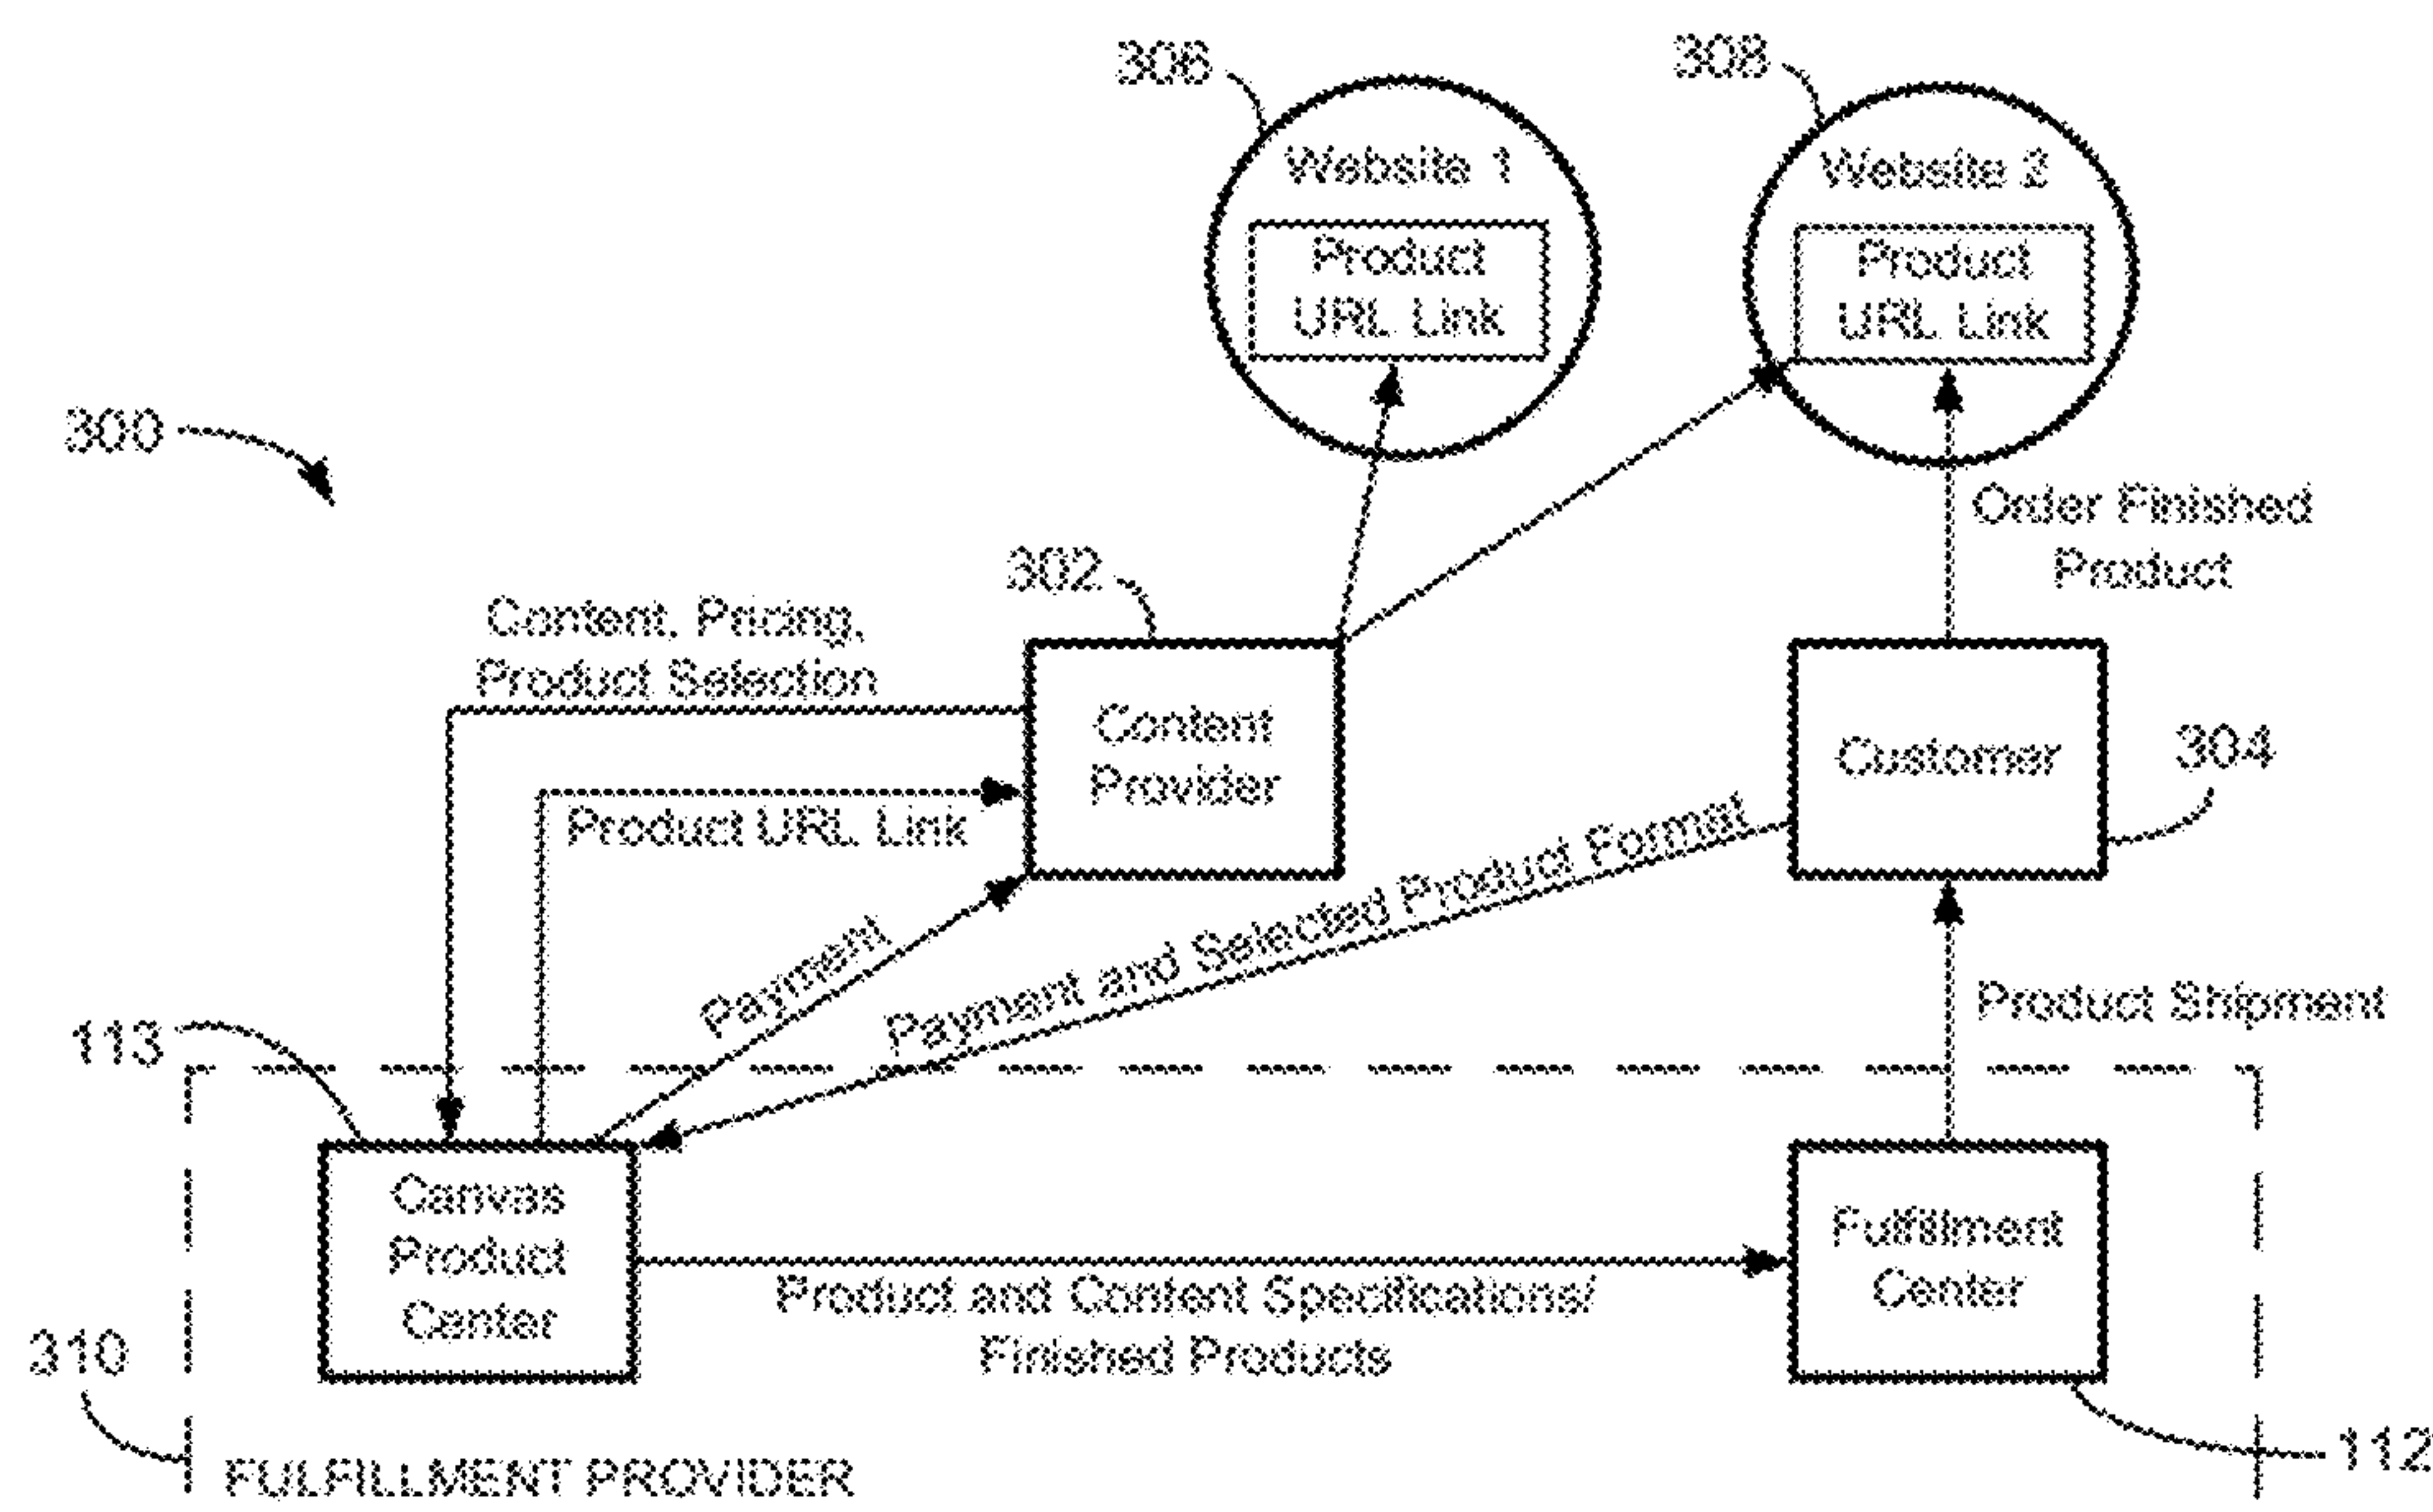 306
308
Website 1
Product
URL Link
Website 2
Product
URL Link
300
Order Finished
Product
302
Content, Pricing,
Product Selection
Content
Provider
Customer
304
Product URL Link
Payment
Payment and Selected Product Format
Product Shipment
113
Canvas
Product
Center
Fulfillment
Center
Product and Content Specifications/
Finished Products
310
112
FULFILLMENT PROVIDER